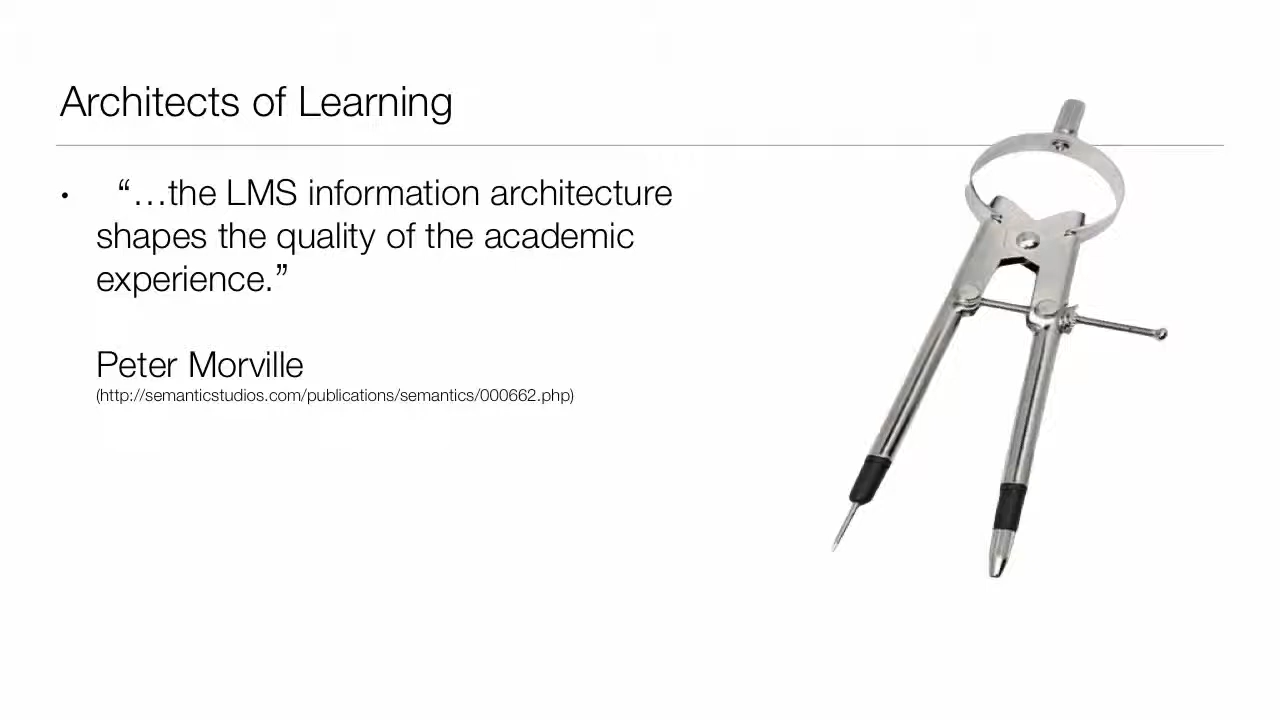 Architects of Learning
• “…the LMS information architecture
shapes the quality of the academic
experience.”
Peter Morville
(http://semanticstudios.com/publications/semantics/000662.php)